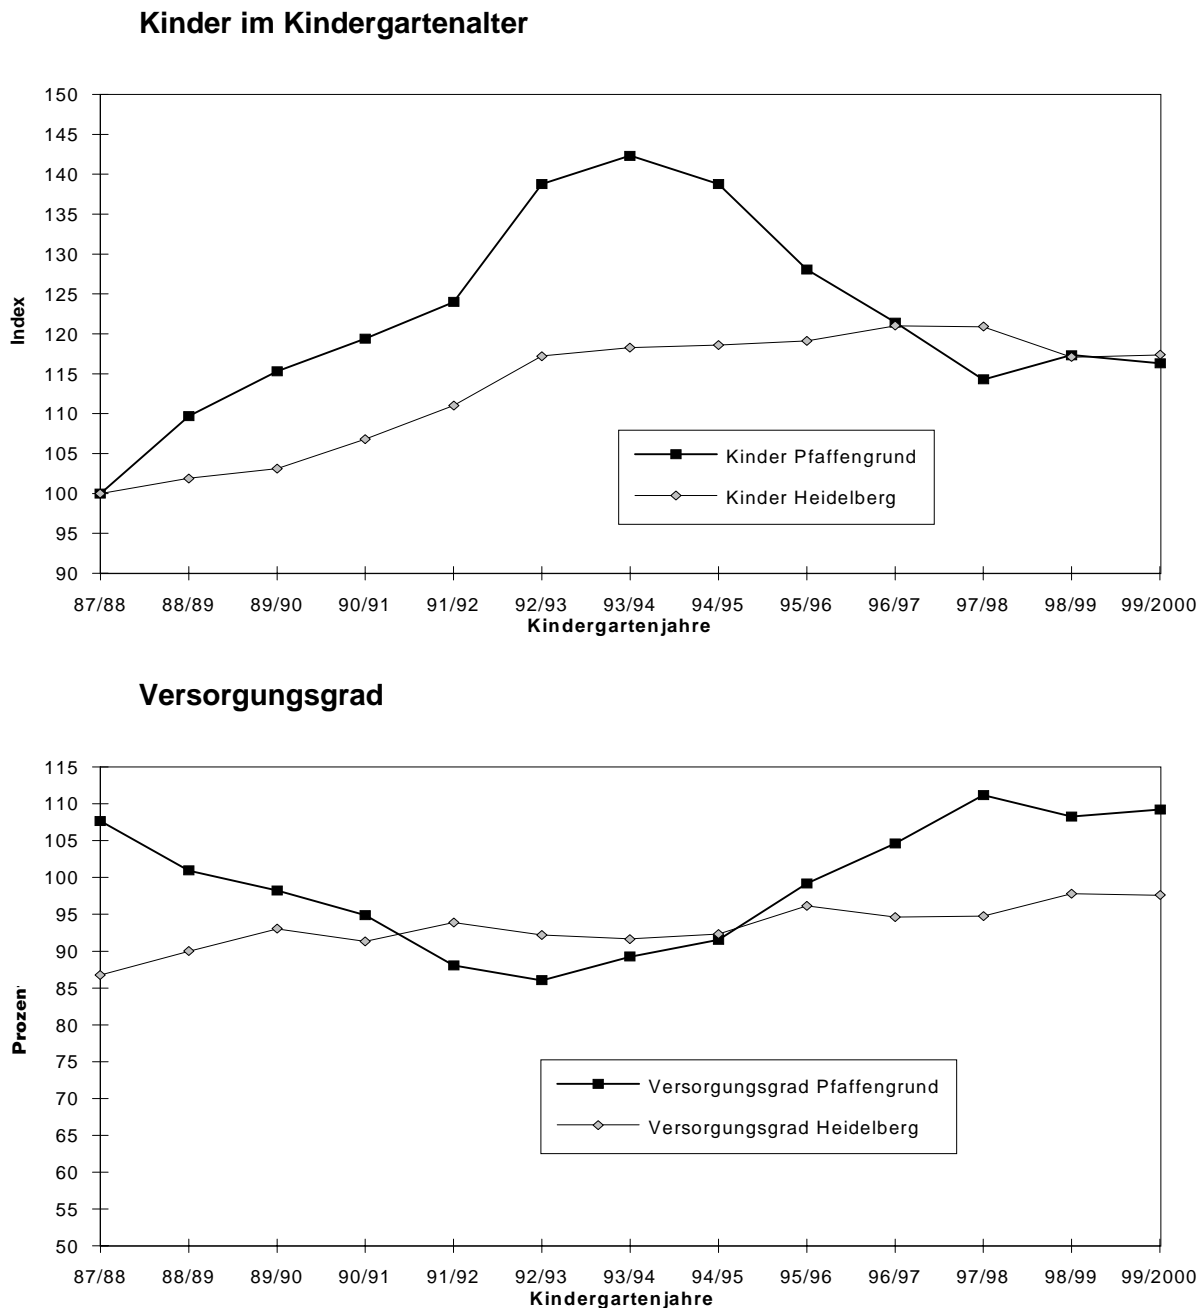 Kinder im Kindergartenalter
150
145
140
135
130
125
120
115
110
105
100
95
90
Index
Kinder Pfaffengrund
Kinder Heidelberg
87/88 88/89 89/90 90/91 91/92 92/93 93/94 94/95 95/96 96/97 97/98 98/99 99/2000
Kindergartenjahre
Versorgungsgrad
115
110
105
100
95
90
85
80
75
70
65
60
55
50
Prozen
Versorgungsgrad Pfaffengrund
Versorgungsgrad Heidelberg
87/88 88/89 89/90 90/91 91/92 92/93 93/94 94/95 95/96 96/97 97/98 98/99 99/2000
Kindergartenjahre